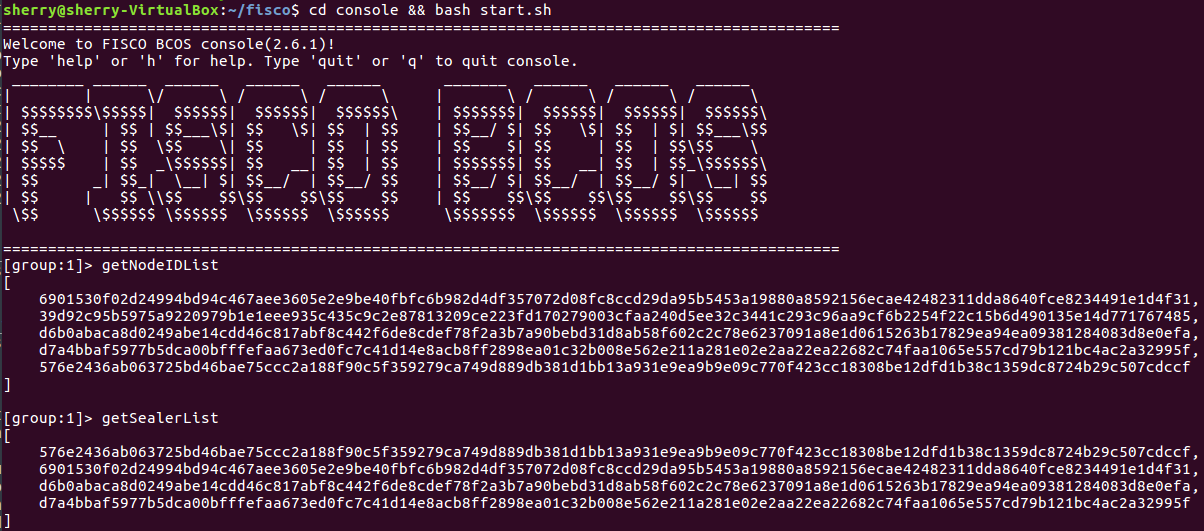 sherry@sherry-VirtualBox:~/fisco$ cd console && bash start.sh
=============================================================================================
Welcome to FISCO BCOS console(2.6.1)!
Type 'help' or 'h' for help. Type 'quit' or 'q' to quit console.
 ________ ______  ______   ______   ______       _______   ______   ______   ______
|        |      \/      \ /      \ /      \     |       \ /      \ /      \ /      \
| $$$$$$$$\$$$$$|  $$$$$$|  $$$$$$|  $$$$$$\    | $$$$$$$|  $$$$$$|  $$$$$$|  $$$$$$\
| $$__     | $$ | $$___\$| $$   \$| $$  | $$    | $$__/ $| $$   \$| $$  | $| $$___\$$
| $$  \    | $$  \$$    \| $$     | $$  | $$    | $$    $| $$     | $$  | $$\$$    \
| $$$$$    | $$  _\$$$$$$| $$   __| $$  | $$    | $$$$$$$| $$   __| $$  | $$_\$$$$$$\
| $$      _| $$_|  \__| $| $$__/  | $$__/ $$    | $$__/ $| $$__/  | $$__/ $|  \__| $$
| $$     |   $$ \\$$    $$\$$    $$\$$    $$    | $$    $$\$$    $$\$$    $$\$$    $$
 \$$      \$$$$$$ \$$$$$$  \$$$$$$  \$$$$$$      \$$$$$$$  \$$$$$$  \$$$$$$  \$$$$$$
=============================================================================================
[group:1]> getNodeIDList
[
    6901530f02d24994bd94c467aee3605e2e9be40fbfc6b982d4df357072d08fc8ccd29da95b5453a19880a8592156ecae42482311dda8640fce8234491e1d4f31,
    39d92c95b5975a9220979b1e1eee935c435c9c2e87813209ce223fd170279003cfaa240d5ee32c3441c293c96aa9cf6b2254f22c15b6d490135e14d771767485,
    d6b0abaca8d0249abe14cdd46c817abf8c442f6de8cdef78f2a3b7a90bebd31d8ab58f602c2c78e6237091a8e1d0615263b17829ea94ea09381284083d8e0efa,
    d7a4bbaf5977b5dca00bfffefaa673ed0fc7c41d14e8acb8ff2898ea01c32b008e562e211a281e02e2aa22ea22682c74faa1065e557cd79b121bc4ac2a32995f,
    576e2436ab063725bd46bae75ccc2a188f90c5f359279ca749d889db381d1bb13a931e9ea9b9e09c770f423cc18308be12dfd1b38c1359dc8724b29c507cdccf
]
[group:1]> getSealerList
[
    576e2436ab063725bd46bae75ccc2a188f90c5f359279ca749d889db381d1bb13a931e9ea9b9e09c770f423cc18308be12dfd1b38c1359dc8724b29c507cdccf,
    6901530f02d24994bd94c467aee3605e2e9be40fbfc6b982d4df357072d08fc8ccd29da95b5453a19880a8592156ecae42482311dda8640fce8234491e1d4f31,
    d6b0abaca8d0249abe14cdd46c817abf8c442f6de8cdef78f2a3b7a90bebd31d8ab58f602c2c78e6237091a8e1d0615263b17829ea94ea09381284083d8e0efa,
    d7a4bbaf5977b5dca00bfffefaa673ed0fc7c41d14e8acb8ff2898ea01c32b008e562e211a281e02e2aa22ea22682c74faa1065e557cd79b121bc4ac2a32995f
]